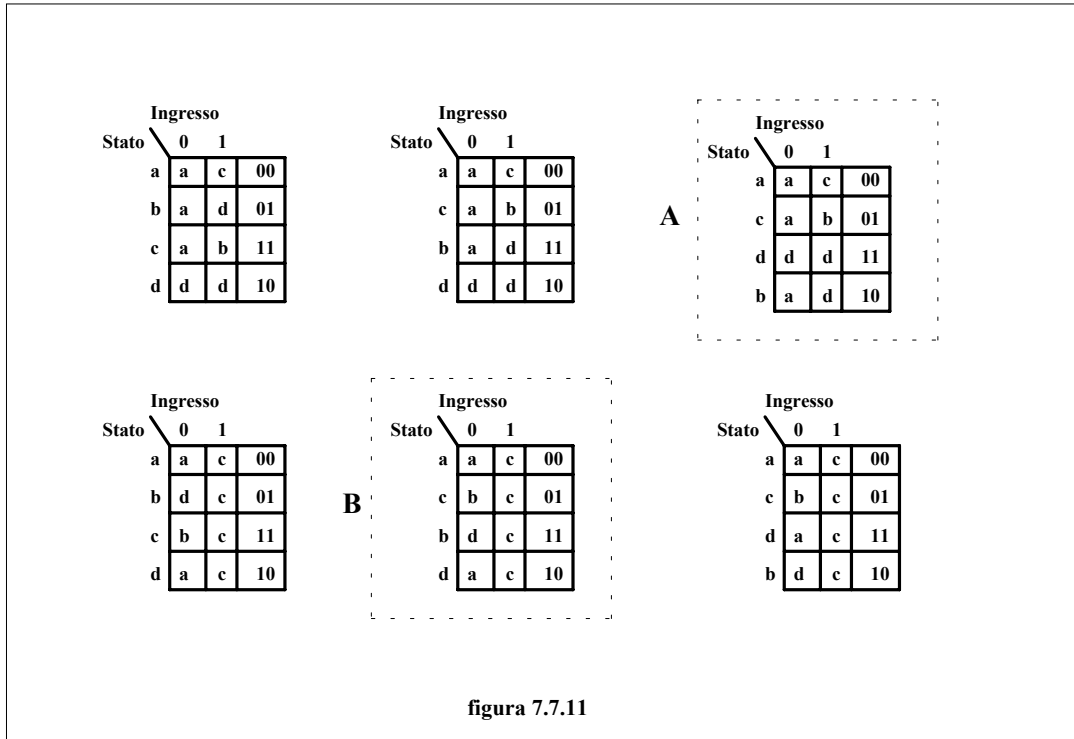 Ingresso
Stato 0 1
a a c 00
b a d 01
c a b 11
d d d 10
Ingresso
Stato 0 1
a a c 00
c a b 01
b a d 11
d d d 10
A
Ingresso
Stato 0 1
a a c 00
c a b 01
d d d 11
b a d 10
Ingresso
Stato 0 1
a a c 00
b d c 01
c b c 11
d a c 10
B
Ingresso
Stato 0 1
a a c 00
c b c 01
b d c 11
d a c 10
Ingresso
Stato 0 1
a a c 00
c b c 01
d a c 11
b d c 10
figura 7.7.11